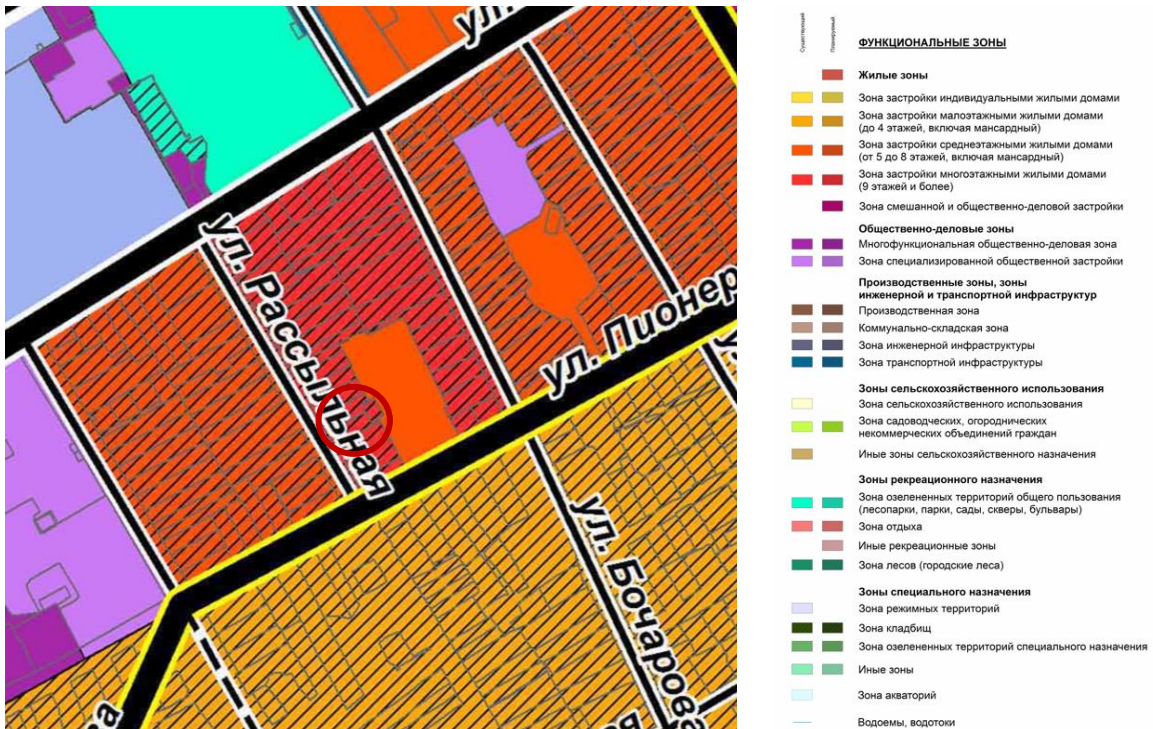 ул.
ул. Рассыльная
ул. Пионер
ул. Бочарова
ва
ая
Существующий
Планируемый
ФУНКЦИОНАЛЬНЫЕ ЗОНЫ
Жилые зоны
Зона застройки индивидуальными жилыми домами
Зона застройки малоэтажными жилыми домами
(до 4 этажей, включая мансардный)
Зона застройки среднеэтажными жилыми домами
(от 5 до 8 этажей, включая мансардный)
Зона застройки многоэтажными жилыми домами
(9 этажей и более)
Зона смешанной и общественно-деловой застройки
Общественно-деловые зоны
Многофункциональная общественно-деловая зона
Зона специализированной общественной застройки
Производственные зоны, зоны
инженерной и транспортной инфраструктур
Производственная зона
Коммунально-складская зона
Зона инженерной инфраструктуры
Зона транспортной инфраструктуры
Зоны сельскохозяйственного использования
Зона сельскохозяйственного использования
Зона садоводческих, огороднических
некоммерческих объединений граждан
Иные зоны сельскохозяйственного назначения
Зоны рекреационного назначения
Зона озелененных территорий общего пользования
(лесопарки, парки, сады, скверы, бульвары)
Зона отдыха
Иные рекреационные зоны
Зона лесов (городские леса)
Зоны специального назначения
Зона режимных территорий
Зона кладбищ
Зона озелененных территорий специального назначения
Иные зоны
Зона акваторий
Водоемы, водотоки